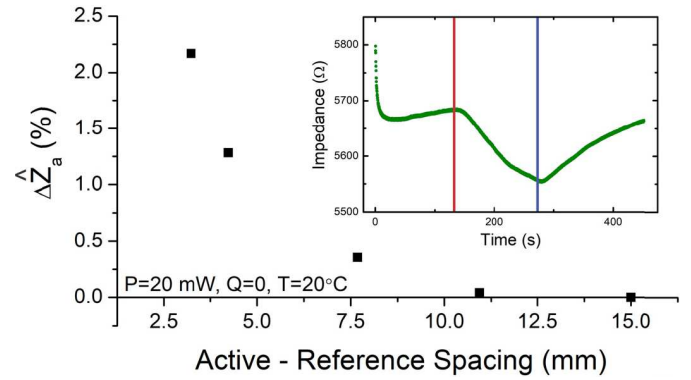 2.5
2.0
1.5
1.0
0.5
0.0
ΔẐa (%)
P=20 mW, Q=0, T=20°C
2.5 5.0 7.5 10.0 12.5 15.0
Active - Reference Spacing (mm)
5800
5700
5600
5500
Impedance (Ω)
0 200 400
Time (s)